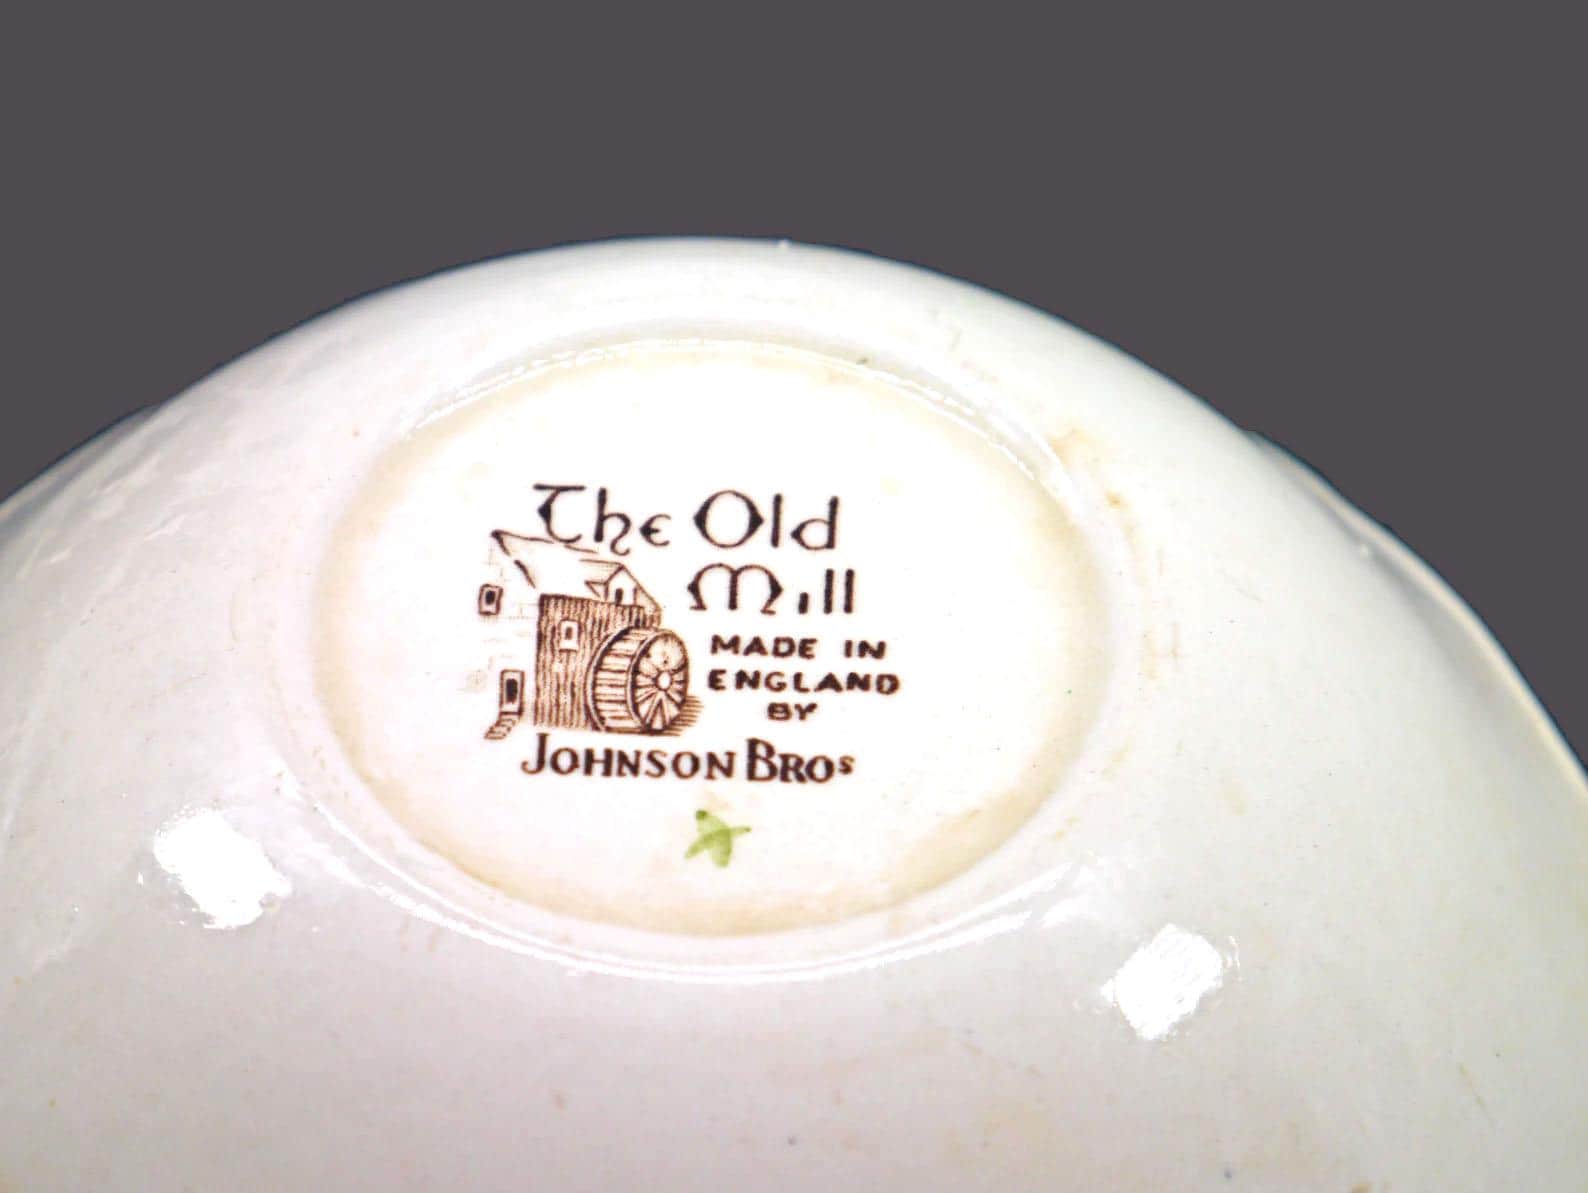 The Old
Mill
MADE IN
ENGLAND
BY
JOHNSON BROS